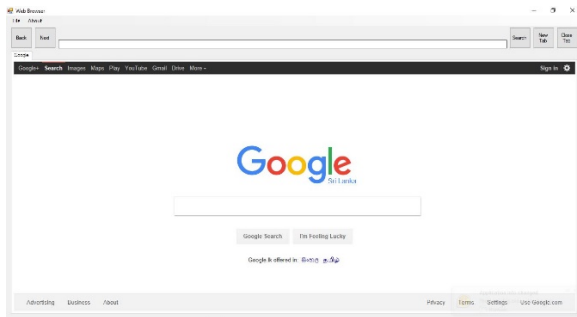 Web Browser
File About
Back Next Search New Tab Close Tab
Google
Google+ Search Images Maps Play YouTube Gmail Drive More Sign in
Google
Sri Lanka
Google Search I'm Feeling Lucky
Google.lk offered in සිංහල தமிழ்
Advertising Business About Privacy Terms Settings Use Google.com